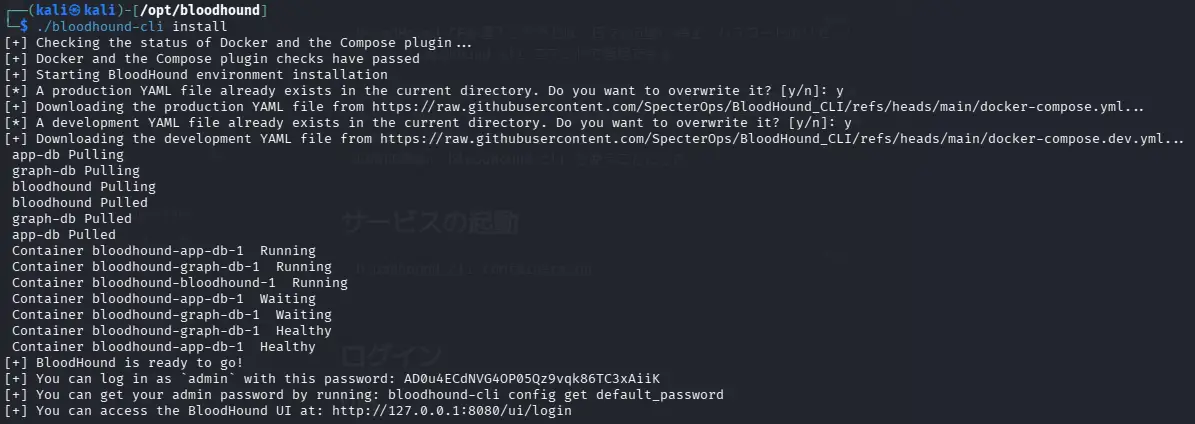 (kali㉿kali)-[/opt/bloodhound]
$ ./bloodhound-cli install
[+] Checking the status of Docker and the Compose plugin...
[+] Docker and the Compose plugin checks have passed
[+] Starting BloodHound environment installation
[*] A production YAML file already exists in the current directory. Do you want to overwrite it? [y/n]: y
[+] Downloading the production YAML file from https://raw.githubusercontent.com/SpecterOps/BloodHound_CLI/refs/heads/main/docker-compose.yml...
[*] A development YAML file already exists in the current directory. Do you want to overwrite it? [y/n]: y
[+] Downloading the development YAML file from https://raw.githubusercontent.com/SpecterOps/BloodHound_CLI/refs/heads/main/docker-compose.dev.yml...
app-db Pulling
graph-db Pulling
bloodhound Pulling
bloodhound Pulled
graph-db Pulled
app-db Pulled
Container bloodhound-app-db-1  Running
Container bloodhound-graph-db-1  Running
Container bloodhound-bloodhound-1  Running
Container bloodhound-app-db-1  Waiting
Container bloodhound-graph-db-1  Waiting
Container bloodhound-graph-db-1  Healthy
Container bloodhound-app-db-1  Healthy
[+] BloodHound is ready to go!
[+] You can log in as `admin` with this password: AD0u4ECdNVG4OP05Qz9vqk86TC3xAiiK
[+] You can get your admin password by running: bloodhound-cli config get default_password
[+] You can access the BloodHound UI at: http://127.0.0.1:8080/ui/login
サービスの起動
ログイン